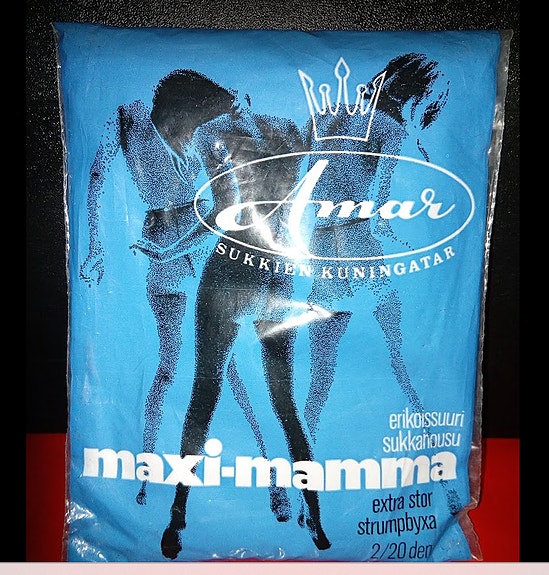 Amar
SUKKIEN KUNINGATAR
erikoissuuri
sukkahousu
maxi-mamma
extra stor
strumpbyxa
2/20 den